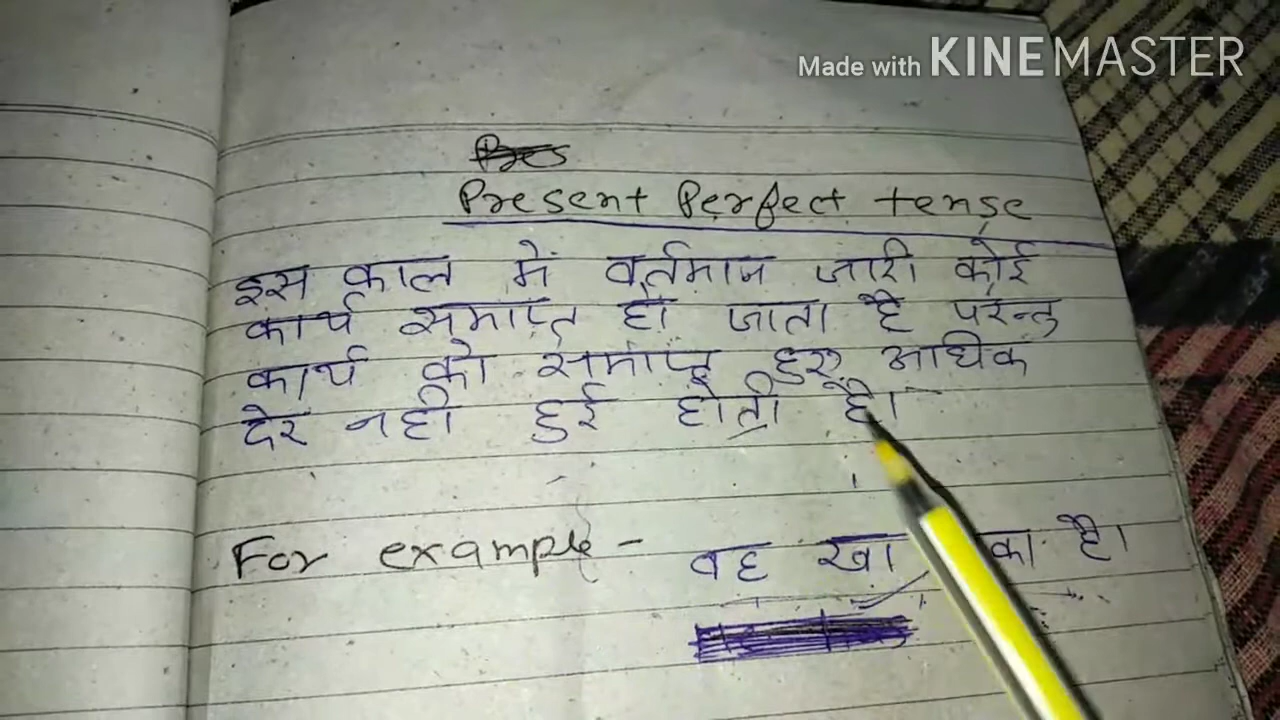 Made with KINEMASTER
Present Perfect tense
इस काल में वर्तमान जारी कोई
कार्य समाप्त हो जाता है परन्तु
कार्य को समाप्त हुए अधिक
देर नही हुई होती है।
For example - वह खा है।